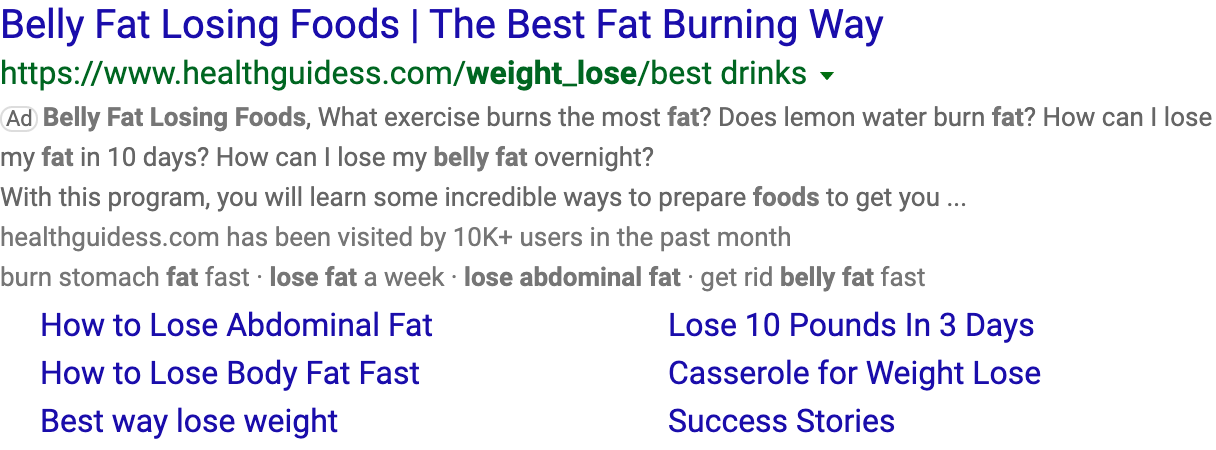 Belly Fat Losing Foods | The Best Fat Burning Way
https://www.healthguidess.com/weight_lose/best drinks
Ad Belly Fat Losing Foods, What exercise burns the most fat? Does lemon water burn fat? How can I lose
my fat in 10 days? How can I lose my belly fat overnight?
With this program, you will learn some incredible ways to prepare foods to get you ...
healthguidess.com has been visited by 10K+ users in the past month
burn stomach fat fast · lose fat a week · lose abdominal fat · get rid belly fat fast
How to Lose Abdominal Fat
Lose 10 Pounds In 3 Days
How to Lose Body Fat Fast
Casserole for Weight Lose
Best way lose weight
Success Stories